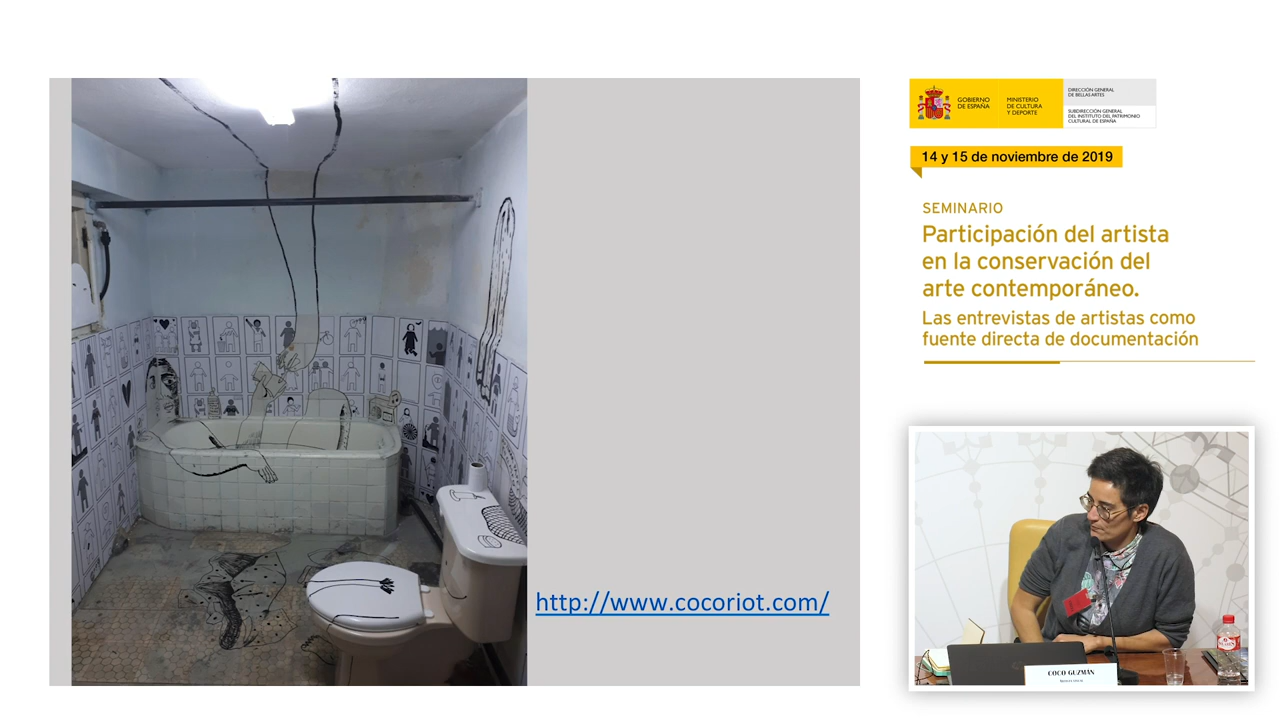 GOBIERNO
DE ESPAÑA
MINISTERIO
DE CULTURA
Y DEPORTE
DIRECCIÓN GENERAL
DE BELLAS ARTES
SUBDIRECCIÓN GENERAL
DEL INSTITUTO DEL PATRIMONIO
CULTURAL DE ESPAÑA
14 y 15 de noviembre de 2019
SEMINARIO
Participación del artista
en la conservación del
arte contemporáneo.
Las entrevistas de artistas como
fuente directa de documentación
http://www.cocoriot.com/
COCO GUZMAN